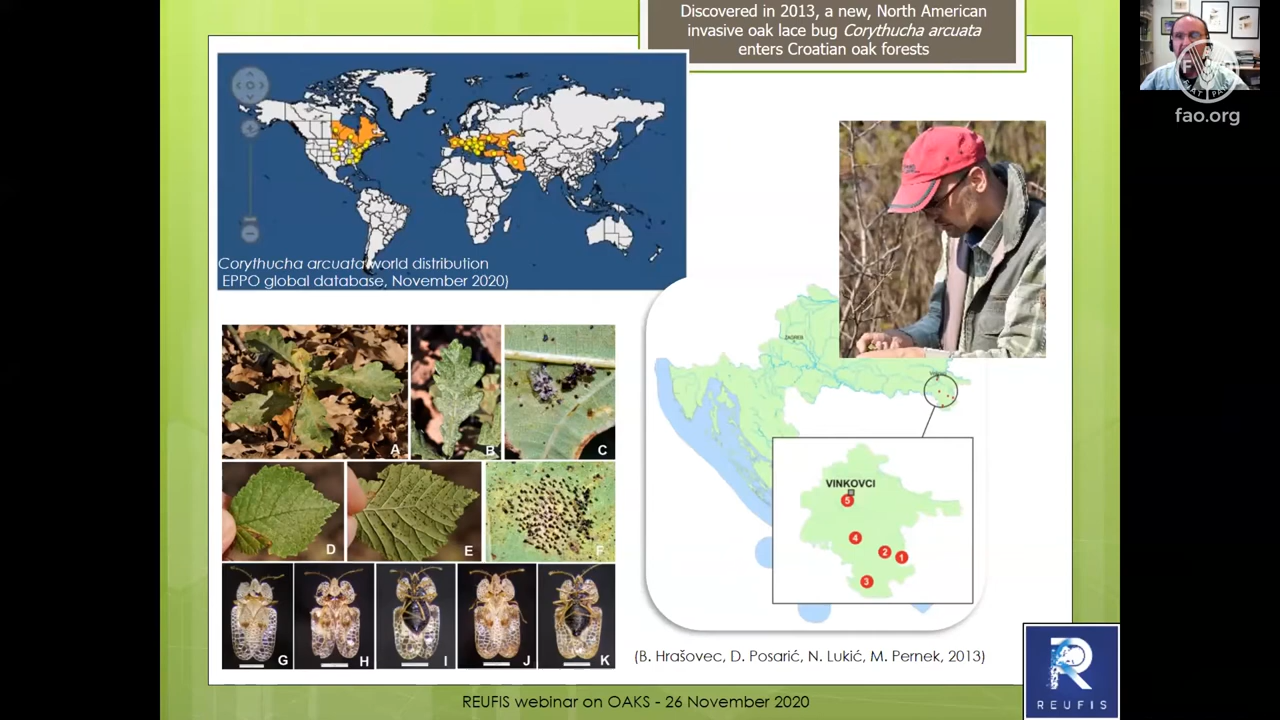 Discovered in 2013, a new, North American
invasive oak lace bug Corythucha arcuata
enters Croatian oak forests
fao.org
Corythucha arcuata world distribution
EPPO global database, November 2020)
ZAGREB
A
B
C
D
E
F
G
H
I
J
K
VINKOVCI
5
4
2
1
3
(B. Hrašovec, D. Posarić, N. Lukić, M. Pernek, 2013)
REUFIS webinar on OAKS - 26 November 2020
R
REUFIS